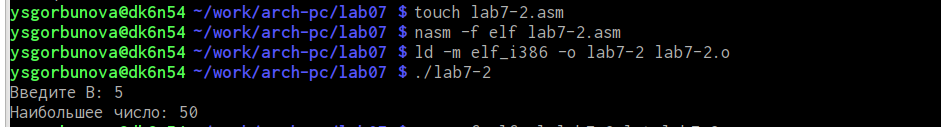 ysgorbunova@dk6n54 ~/work/arch-pc/lab07 $ touch lab7-2.asm
ysgorbunova@dk6n54 ~/work/arch-pc/lab07 $ nasm -f elf lab7-2.asm
ysgorbunova@dk6n54 ~/work/arch-pc/lab07 $ ld -m elf_i386 -o lab7-2 lab7-2.o
ysgorbunova@dk6n54 ~/work/arch-pc/lab07 $ ./lab7-2
Введите B: 5
Наибольшее число: 50